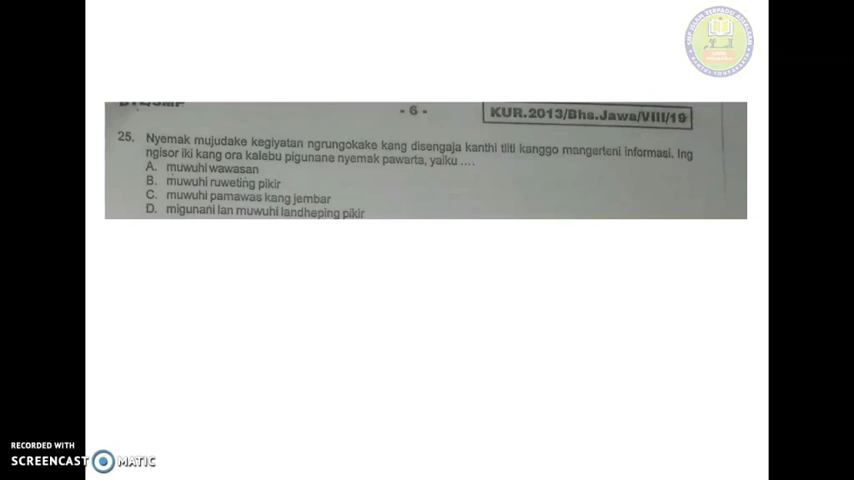 - 6 -
KUR.2013/Bhs.Jawa/VIII/19
25. Nyemak mujudake kegiyatan ngrungokake kang disengaja kanthi titi kanggo mangerteni informasi. Ing
ngisor iki kang ora kalebu pigunane nyemak pawarta, yaiku ....
A. muwuhi wawasan
B. muwuhi ruweting pikir
C. muwuhi pamawas kang jembar
D. migunani lan muwuhi landheping pikir
RECORDED WITH
SCREENCAST MATIC